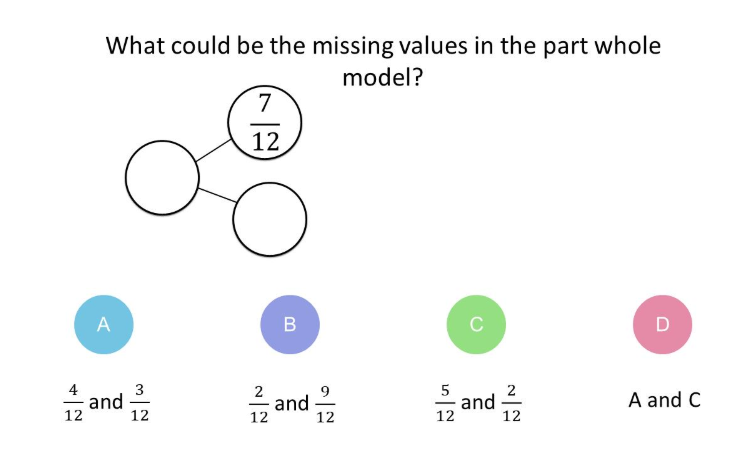 What could be the missing values in the part whole
model?
7
12
A
B
C
D
4/12 and 3/12
2/12 and 9/12
5/12 and 2/12
A and C